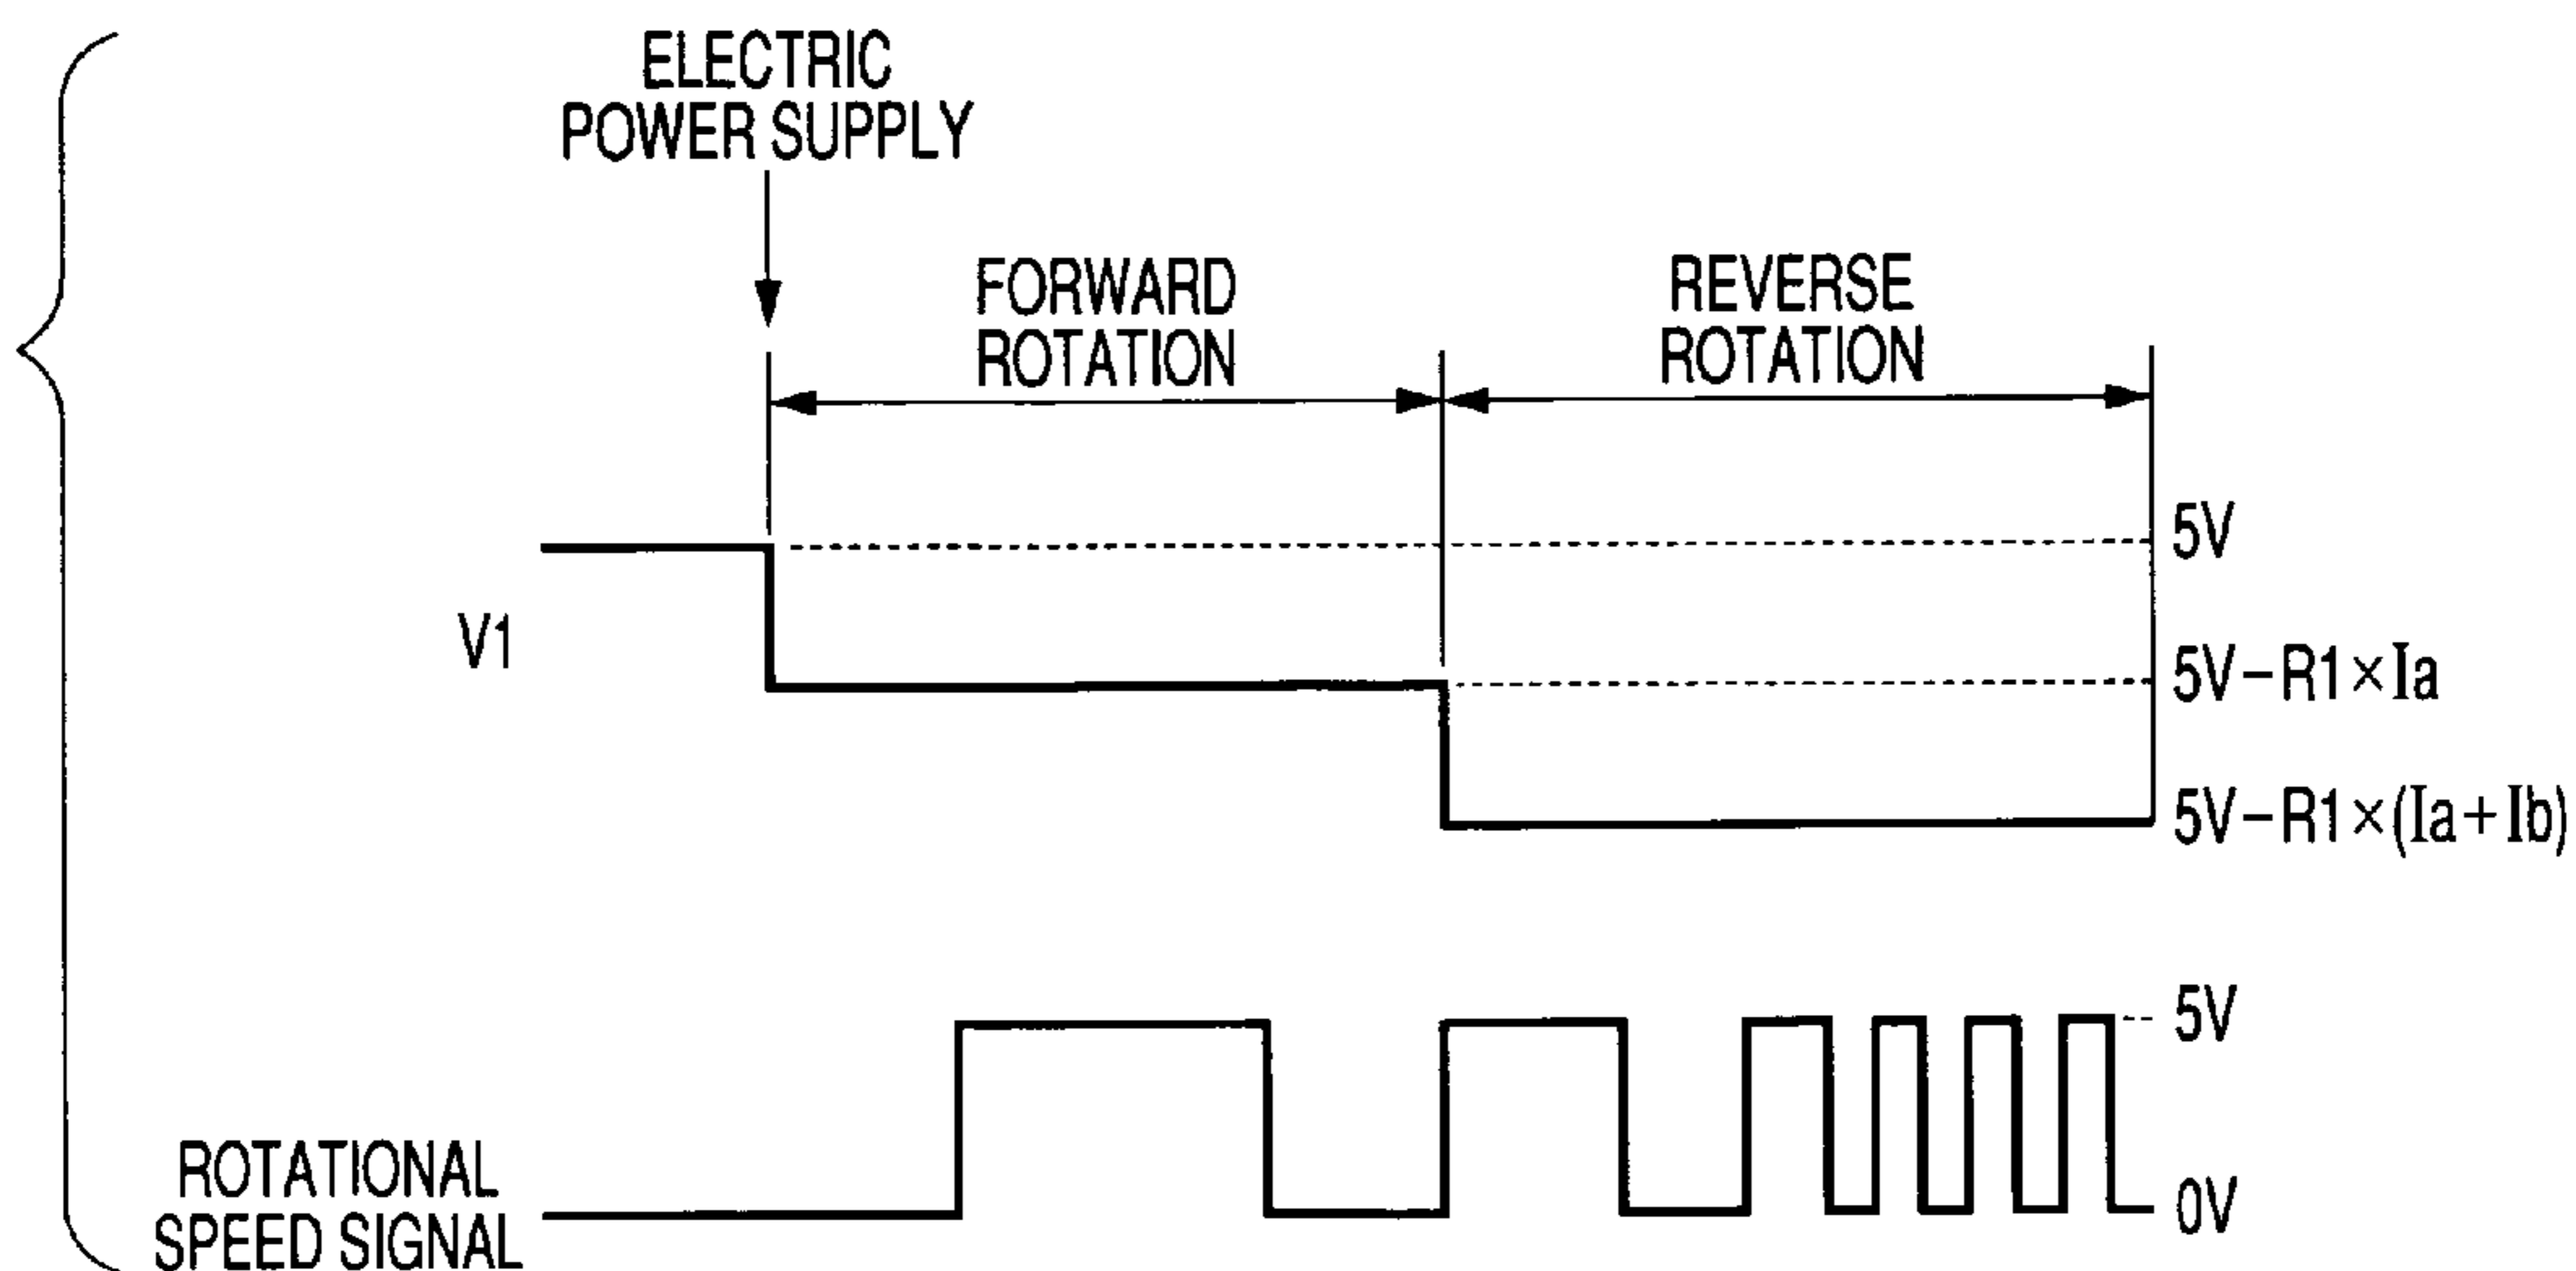 ELECTRIC
POWER SUPPLY
FORWARD
ROTATION
REVERSE
ROTATION
5V
V1
5V-R1×Ia
5V-R1×(Ia+Ib)
5V
ROTATIONAL
SPEED SIGNAL
0V